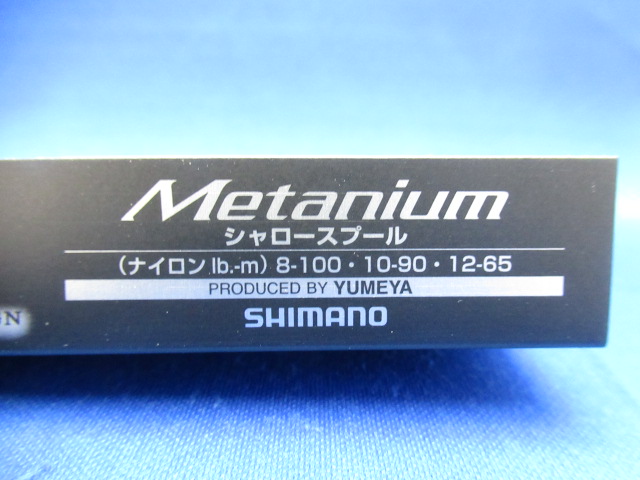 Metanium
シャロースプール
(ナイロン lb.-m) 8-100・10-90・12-65
PRODUCED BY YUMEYA
SHIMANO